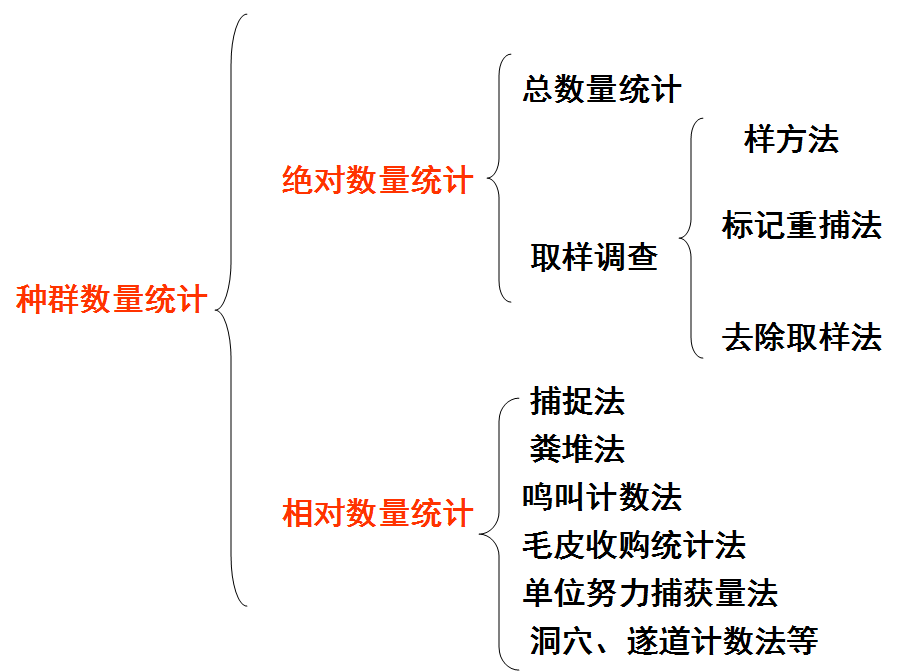 种群数量统计
绝对数量统计
总数量统计
取样调查
样方法
标记重捕法
去除取样法
相对数量统计
捕捉法
粪堆法
鸣叫计数法
毛皮收购统计法
单位努力捕获量法
洞穴、遂道计数法等